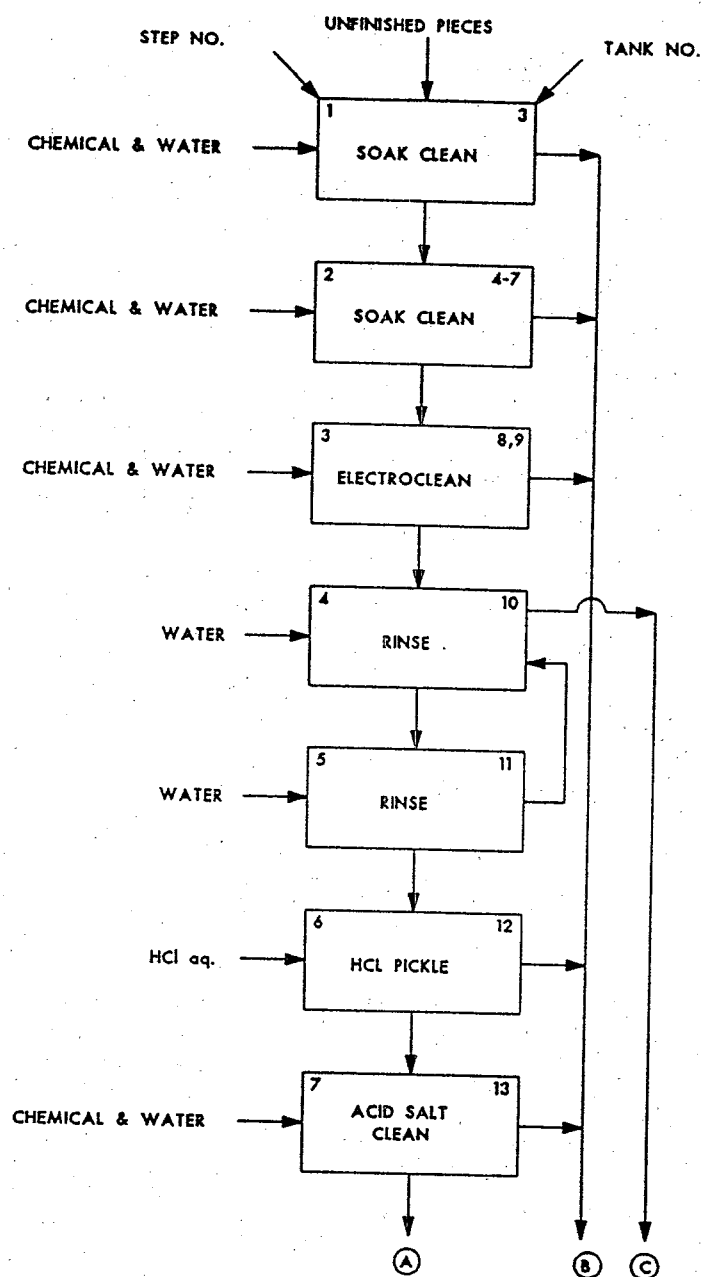 UNFINISHED PIECES
STEP NO.
TANK NO.
1 3
CHEMICAL & WATER
SOAK CLEAN
2 4-7
CHEMICAL & WATER
SOAK CLEAN
3 8,9
CHEMICAL & WATER
ELECTROCLEAN
4 10
WATER
RINSE
5 11
WATER
RINSE
6 12
HCl aq.
HCL PICKLE
7 13
CHEMICAL & WATER
ACID SALT
CLEAN
A B C